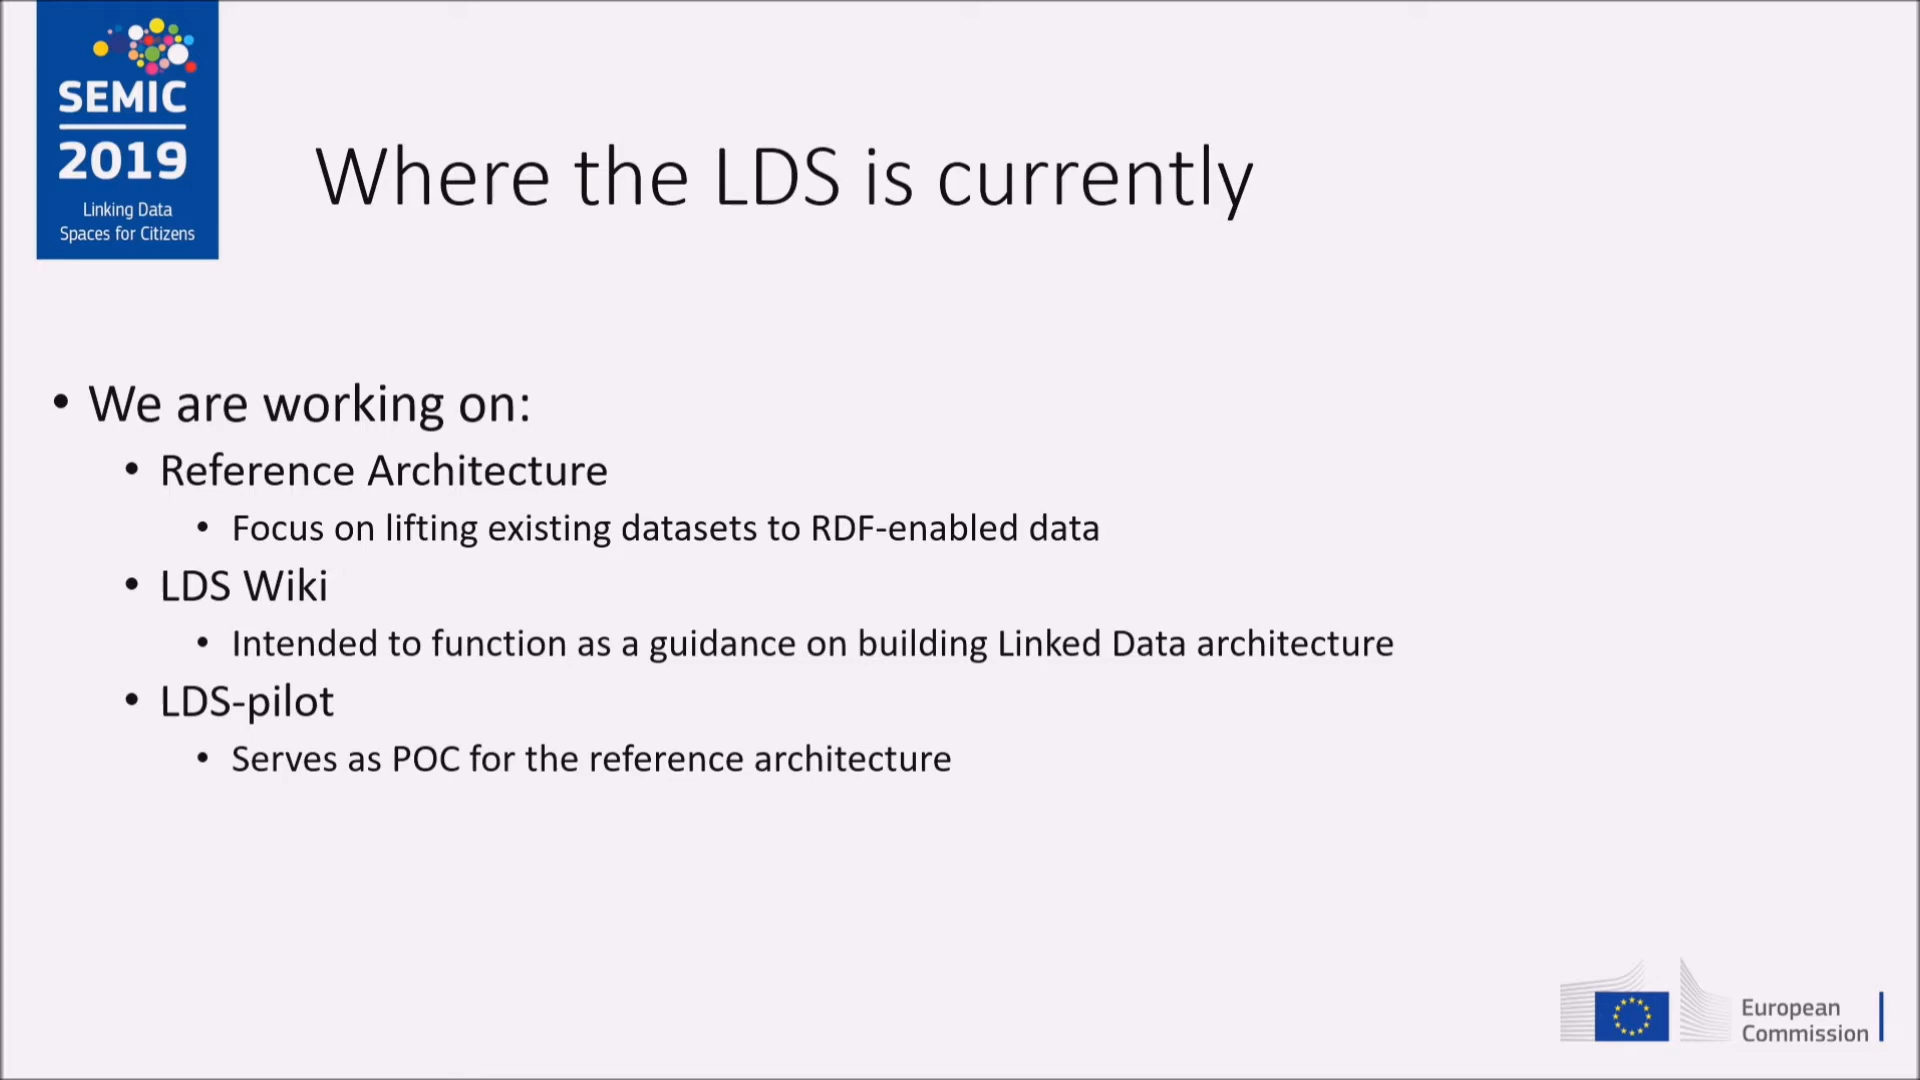 SEMIC
2019
Linking Data
Spaces for Citizens
Where the LDS is currently
• We are working on:
• Reference Architecture
• Focus on lifting existing datasets to RDF-enabled data
• LDS Wiki
• Intended to function as a guidance on building Linked Data architecture
• LDS-pilot
• Serves as POC for the reference architecture
European
Commission